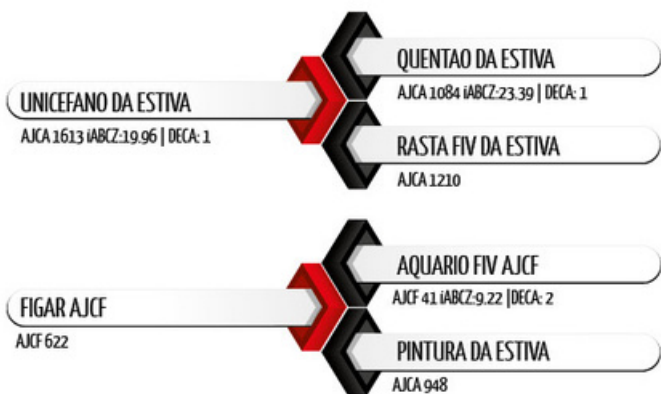 QUENTAO DA ESTIVA
AJCA 1084 iABCZ:23.39 | DECA: 1
UNICEFANO DA ESTIVA
AJCA 1613 iABCZ:19.96 | DECA: 1
RASTA FIV DA ESTIVA
AJCA 1210
AQUARIO FIV AJCF
AJCF 41 iABCZ:9.22 |DECA: 2
FIGAR AJCF
AJCF 622
PINTURA DA ESTIVA
AJCA 948